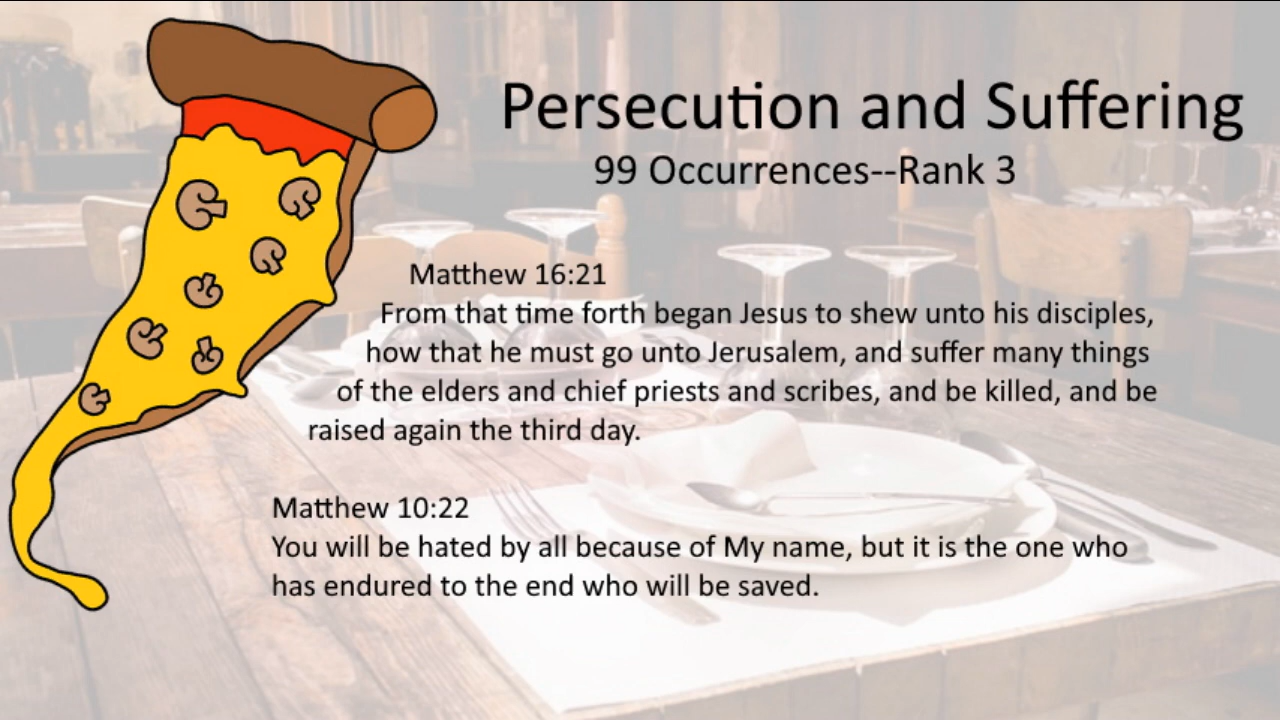 Persecution and Suffering
99 Occurrences--Rank 3
Matthew 16:21
From that time forth began Jesus to shew unto his disciples,
how that he must go unto Jerusalem, and suffer many things
of the elders and chief priests and scribes, and be killed, and be
raised again the third day.
Matthew 10:22
You will be hated by all because of My name, but it is the one who
has endured to the end who will be saved.